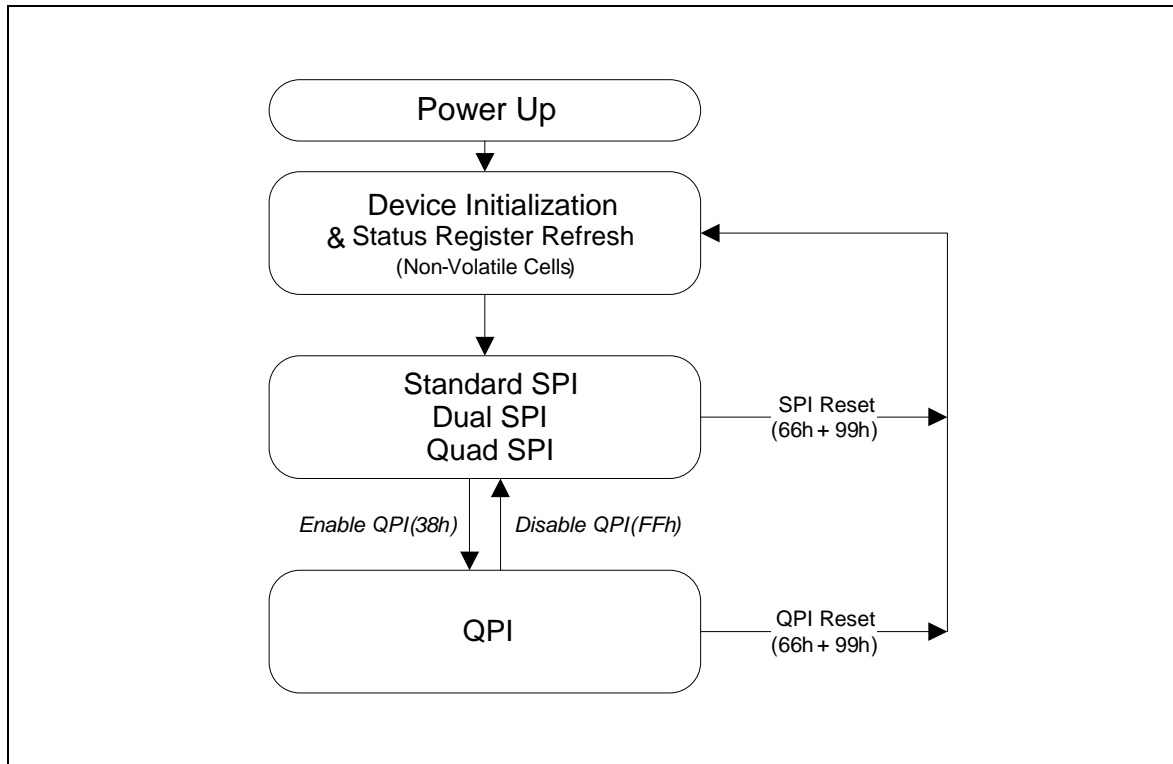 Power Up
Device Initialization
& Status Register Refresh
(Non-Volatile Cells)
Standard SPI
Dual SPI
Quad SPI
SPI Reset
(66h + 99h)
Enable QPI(38h)
Disable QPI(FFh)
QPI
QPI Reset
(66h + 99h)